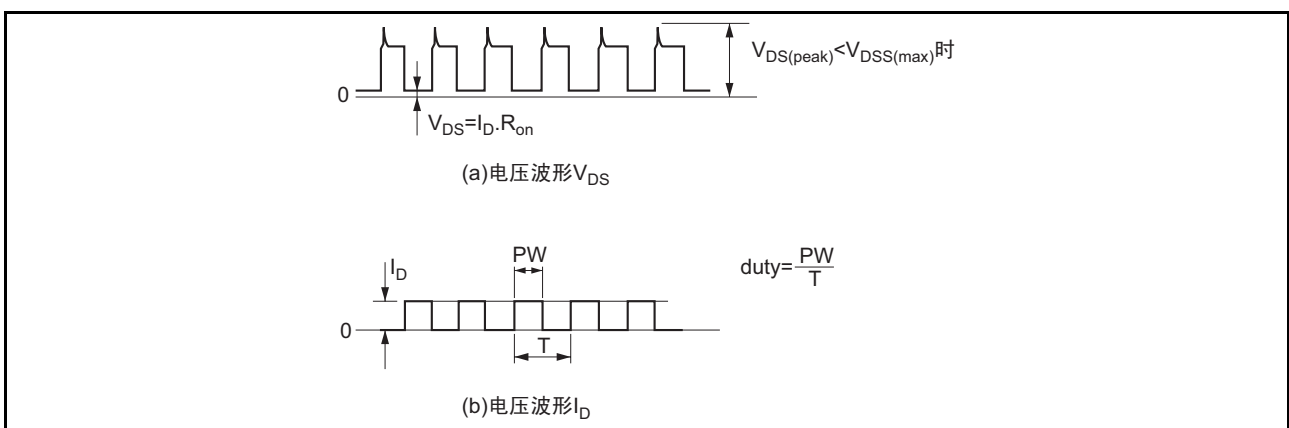 V_DS(peak)<V_DSS(max)时
0
V_DS=I_D.R_on
(a)电压波形V_DS
PW
duty=PW/T
I_D
0
T
(b)电压波形I_D